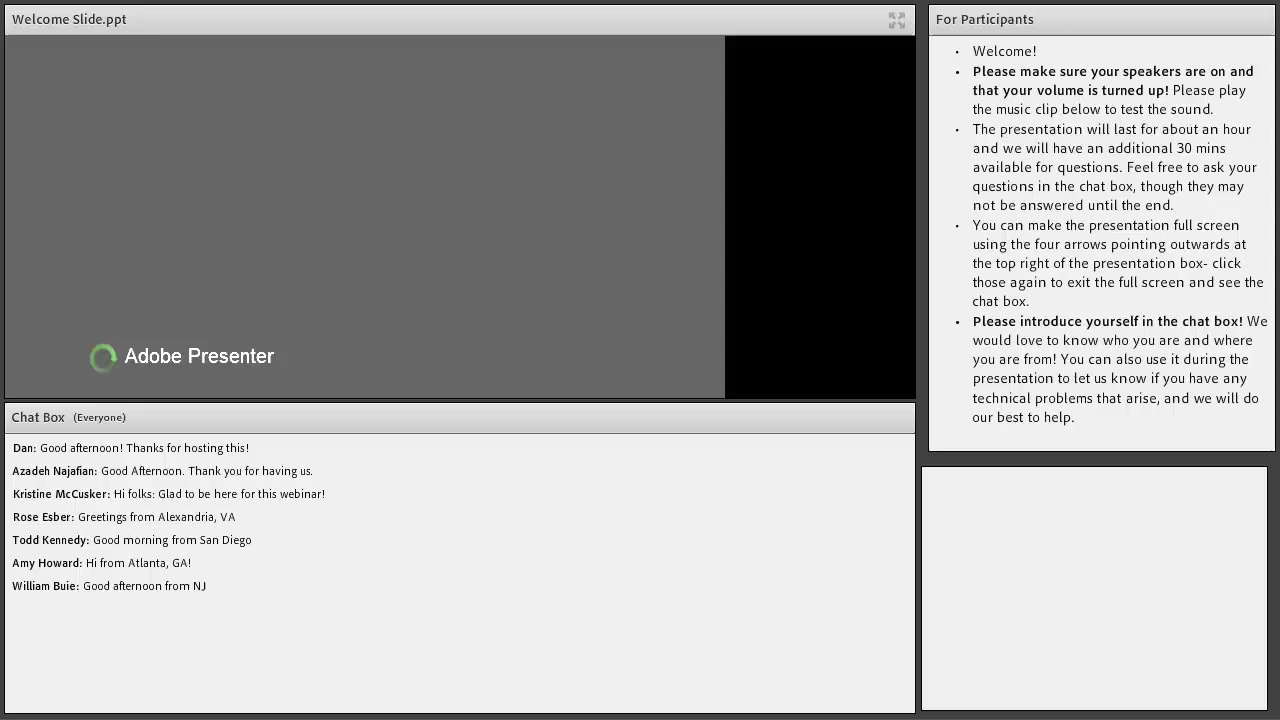 Welcome Slide.ppt
Adobe Presenter
Chat Box (Everyone)
Dan: Good afternoon! Thanks for hosting this!
Azadeh Najafian: Good Afternoon. Thank you for having us.
Kristine McCusker: Hi folks: Glad to be here for this webinar!
Rose Esber: Greetings from Alexandria, VA
Todd Kennedy: Good morning from San Diego
Amy Howard: Hi from Atlanta, GA!
William Buie: Good afternoon from NJ
For Participants
• Welcome!
• Please make sure your speakers are on and
that your volume is turned up! Please play
the music clip below to test the sound.
• The presentation will last for about an hour
and we will have an additional 30 mins
available for questions. Feel free to ask your
questions in the chat box, though they may
not be answered until the end.
• You can make the presentation full screen
using the four arrows pointing outwards at
the top right of the presentation box- click
those again to exit the full screen and see the
chat box.
• Please introduce yourself in the chat box! We
would love to know who you are and where
you are from! You can also use it during the
presentation to let us know if you have any
technical problems that arise, and we will do
our best to help.